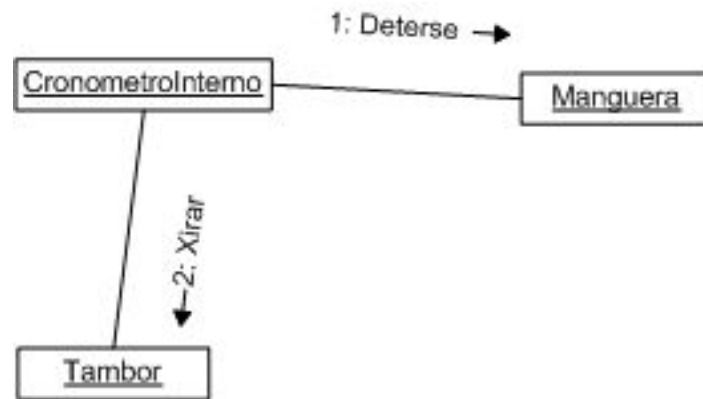 1: Deterse
CronometroInterno
Manguera
2: Xirar
Tambor